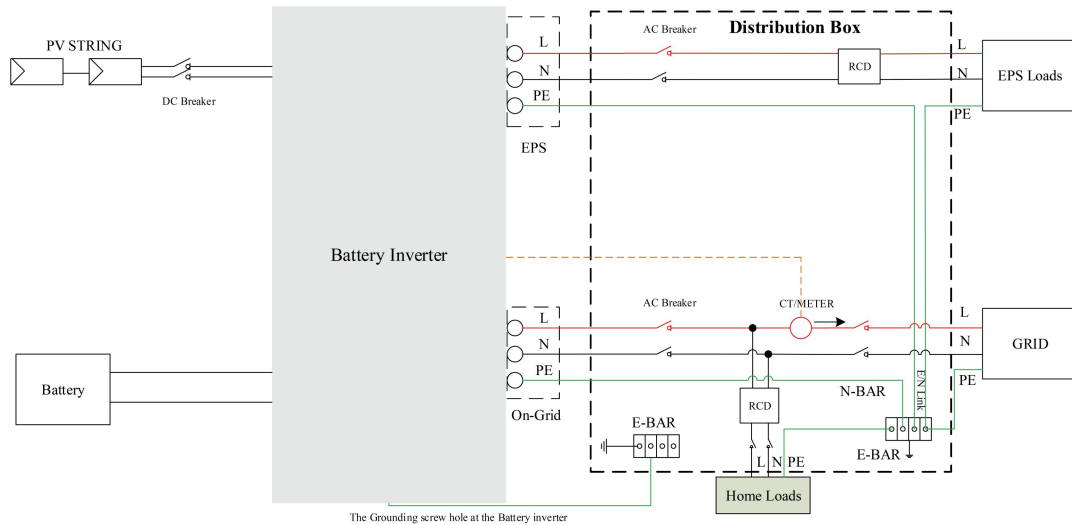 Distribution Box
PV STRING
DC Breaker
Battery Inverter
L
N
PE
EPS
AC Breaker
RCD
L
N
PE
EPS Loads
Battery
L
N
PE
On-Grid
AC Breaker
CT/METER
L
N
PE
GRID
N-BAR
E/N Link
E-BAR
RCD
E-BAR
L N PE
Home Loads
The Grounding screw hole at the Battery inverter